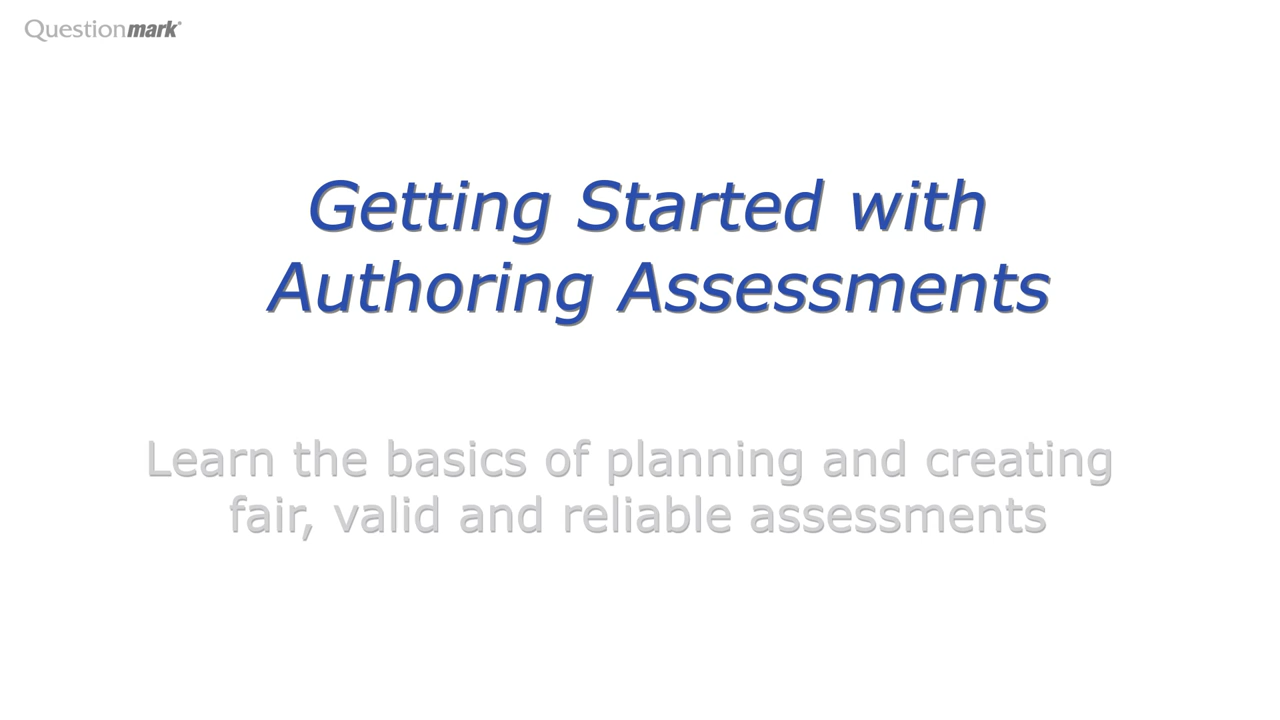 Questionmark
Getting Started with
Authoring Assessments
Learn the basics of planning and creating
fair, valid and reliable assessments